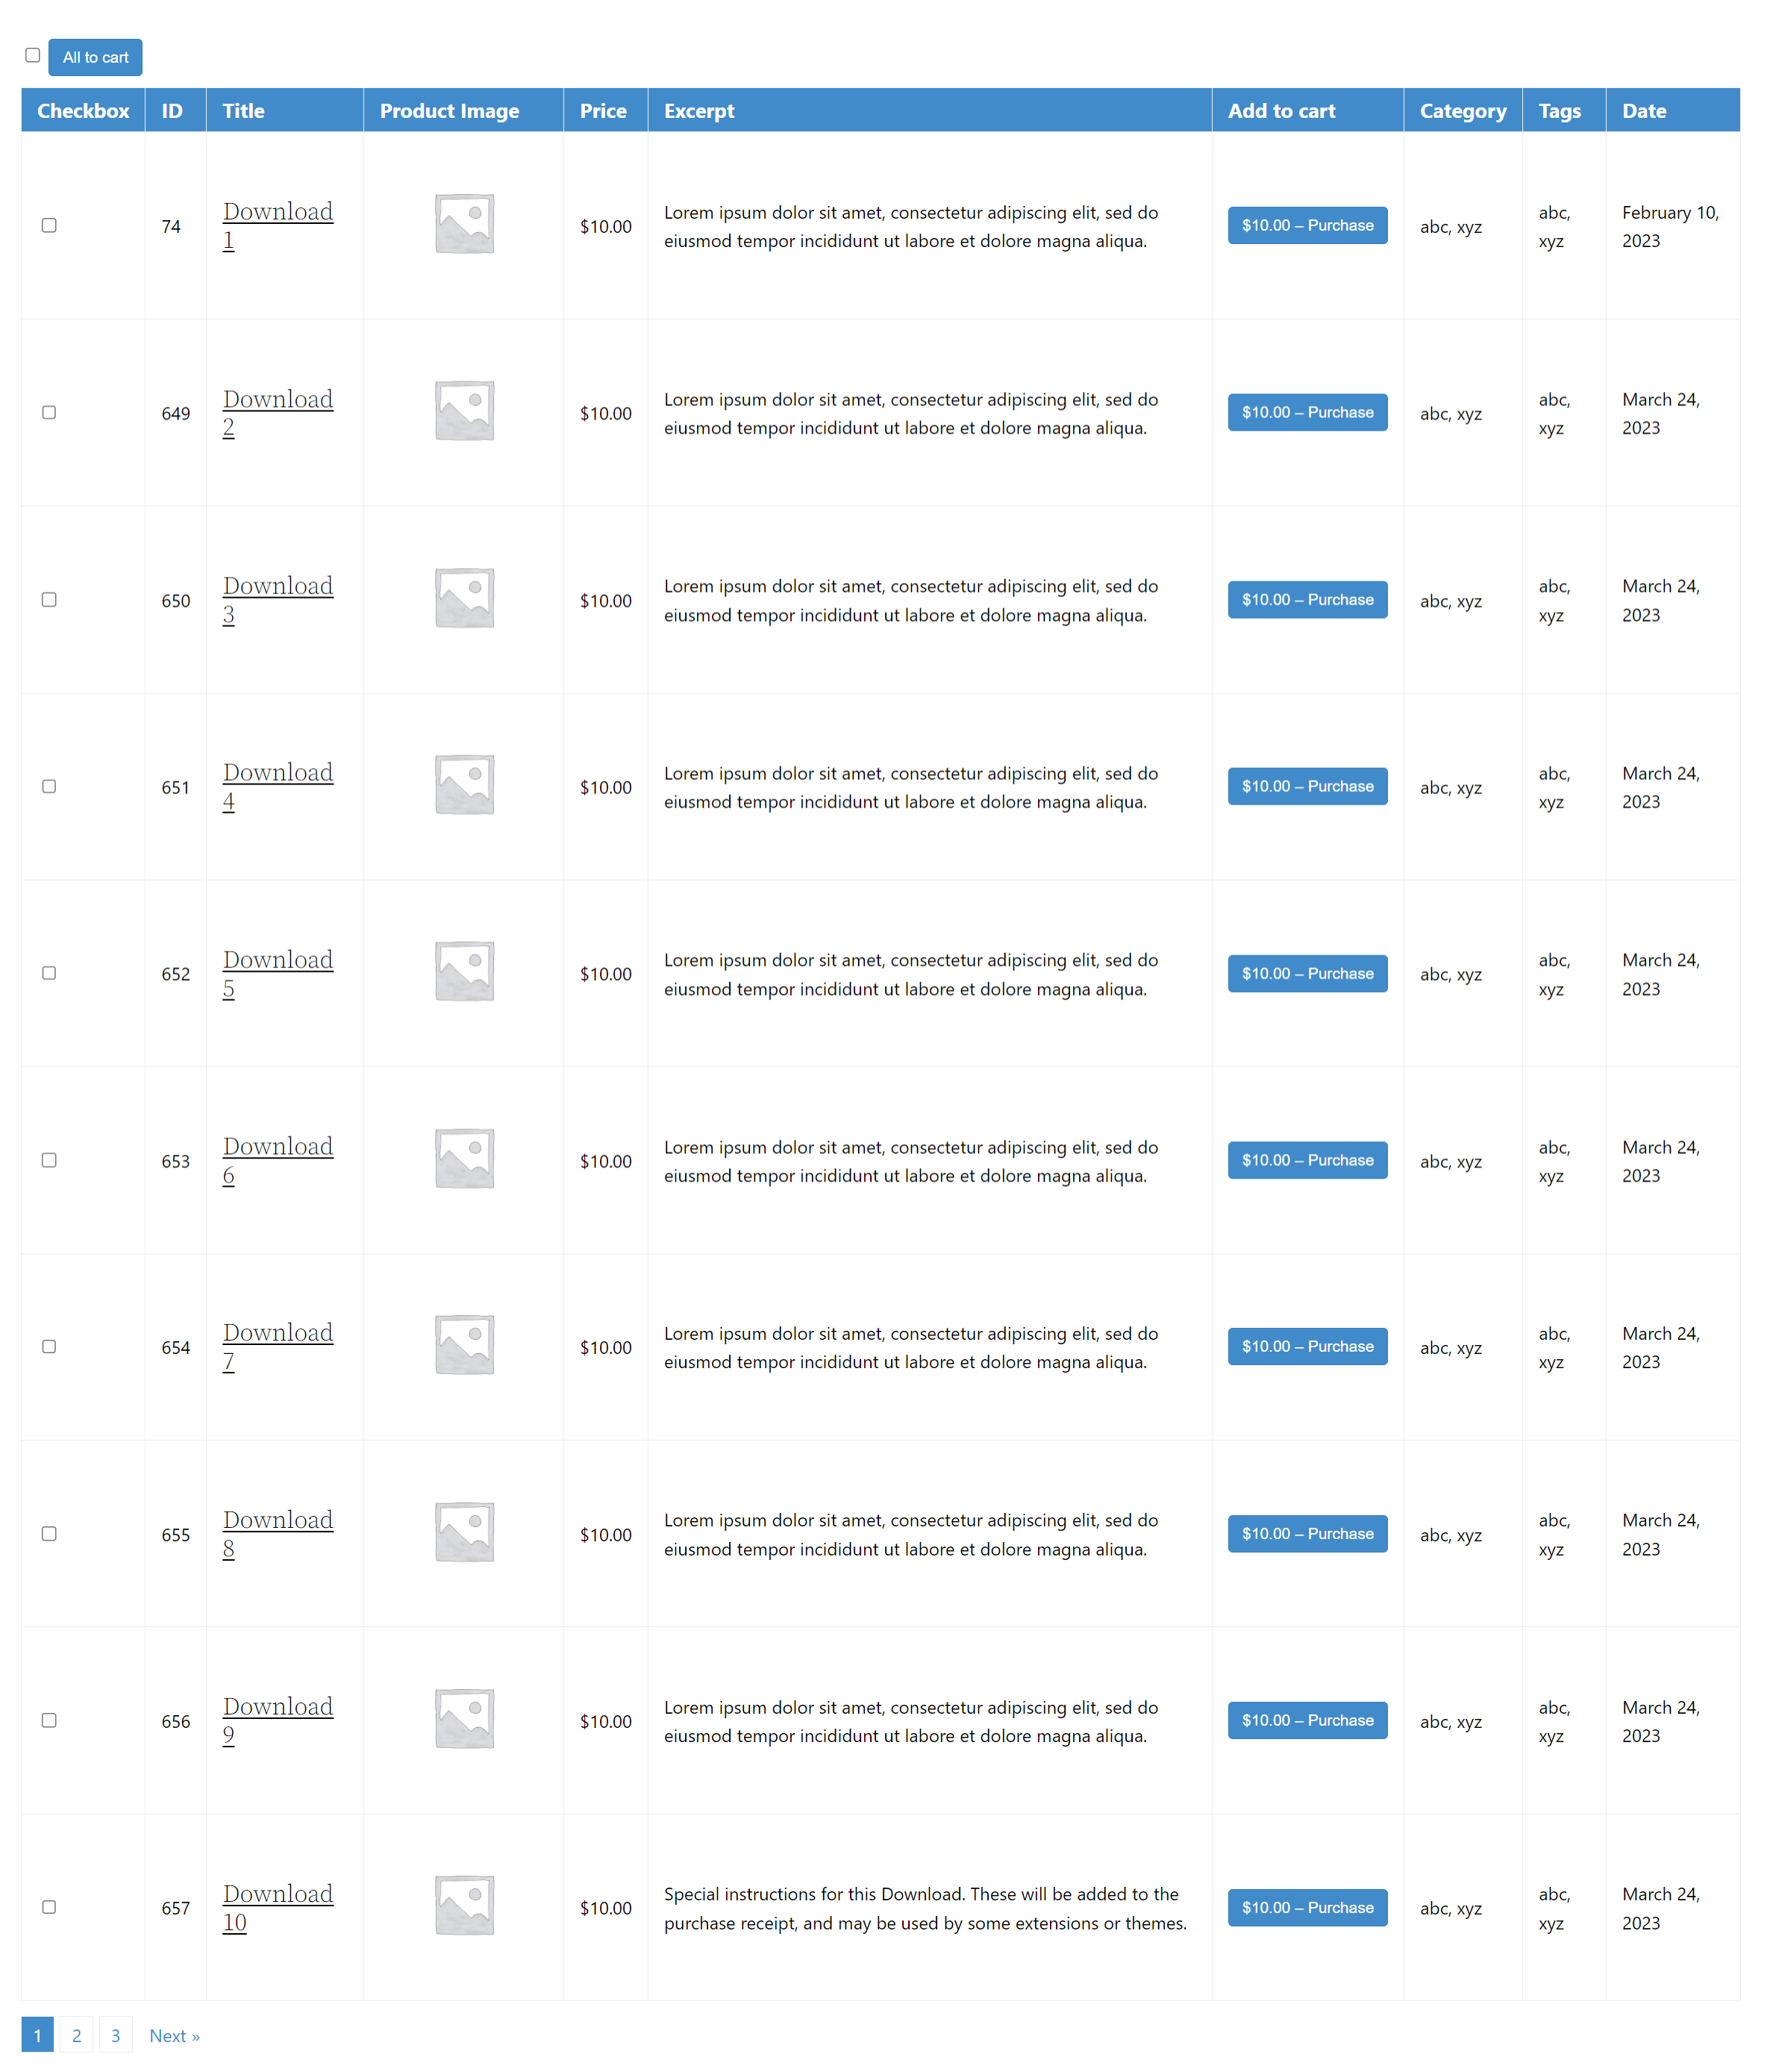 All to cart
Checkbox ID Title Product Image Price Excerpt Add to cart Category Tags Date
74 Download 1 $10.00 Lorem ipsum dolor sit amet, consectetur adipiscing elit, sed do eiusmod tempor incididunt ut labore et dolore magna aliqua. $10.00 – Purchase abc, xyz abc, xyz February 10, 2023
649 Download 2 $10.00 Lorem ipsum dolor sit amet, consectetur adipiscing elit, sed do eiusmod tempor incididunt ut labore et dolore magna aliqua. $10.00 – Purchase abc, xyz abc, xyz March 24, 2023
650 Download 3 $10.00 Lorem ipsum dolor sit amet, consectetur adipiscing elit, sed do eiusmod tempor incididunt ut labore et dolore magna aliqua. $10.00 – Purchase abc, xyz abc, xyz March 24, 2023
651 Download 4 $10.00 Lorem ipsum dolor sit amet, consectetur adipiscing elit, sed do eiusmod tempor incididunt ut labore et dolore magna aliqua. $10.00 – Purchase abc, xyz abc, xyz March 24, 2023
652 Download 5 $10.00 Lorem ipsum dolor sit amet, consectetur adipiscing elit, sed do eiusmod tempor incididunt ut labore et dolore magna aliqua. $10.00 – Purchase abc, xyz abc, xyz March 24, 2023
653 Download 6 $10.00 Lorem ipsum dolor sit amet, consectetur adipiscing elit, sed do eiusmod tempor incididunt ut labore et dolore magna aliqua. $10.00 – Purchase abc, xyz abc, xyz March 24, 2023
654 Download 7 $10.00 Lorem ipsum dolor sit amet, consectetur adipiscing elit, sed do eiusmod tempor incididunt ut labore et dolore magna aliqua. $10.00 – Purchase abc, xyz abc, xyz March 24, 2023
655 Download 8 $10.00 Lorem ipsum dolor sit amet, consectetur adipiscing elit, sed do eiusmod tempor incididunt ut labore et dolore magna aliqua. $10.00 – Purchase abc, xyz abc, xyz March 24, 2023
656 Download 9 $10.00 Lorem ipsum dolor sit amet, consectetur adipiscing elit, sed do eiusmod tempor incididunt ut labore et dolore magna aliqua. $10.00 – Purchase abc, xyz abc, xyz March 24, 2023
657 Download 10 $10.00 Special instructions for this Download. These will be added to the purchase receipt, and may be used by some extensions or themes. $10.00 – Purchase abc, xyz abc, xyz March 24, 2023
1 2 3 Next »